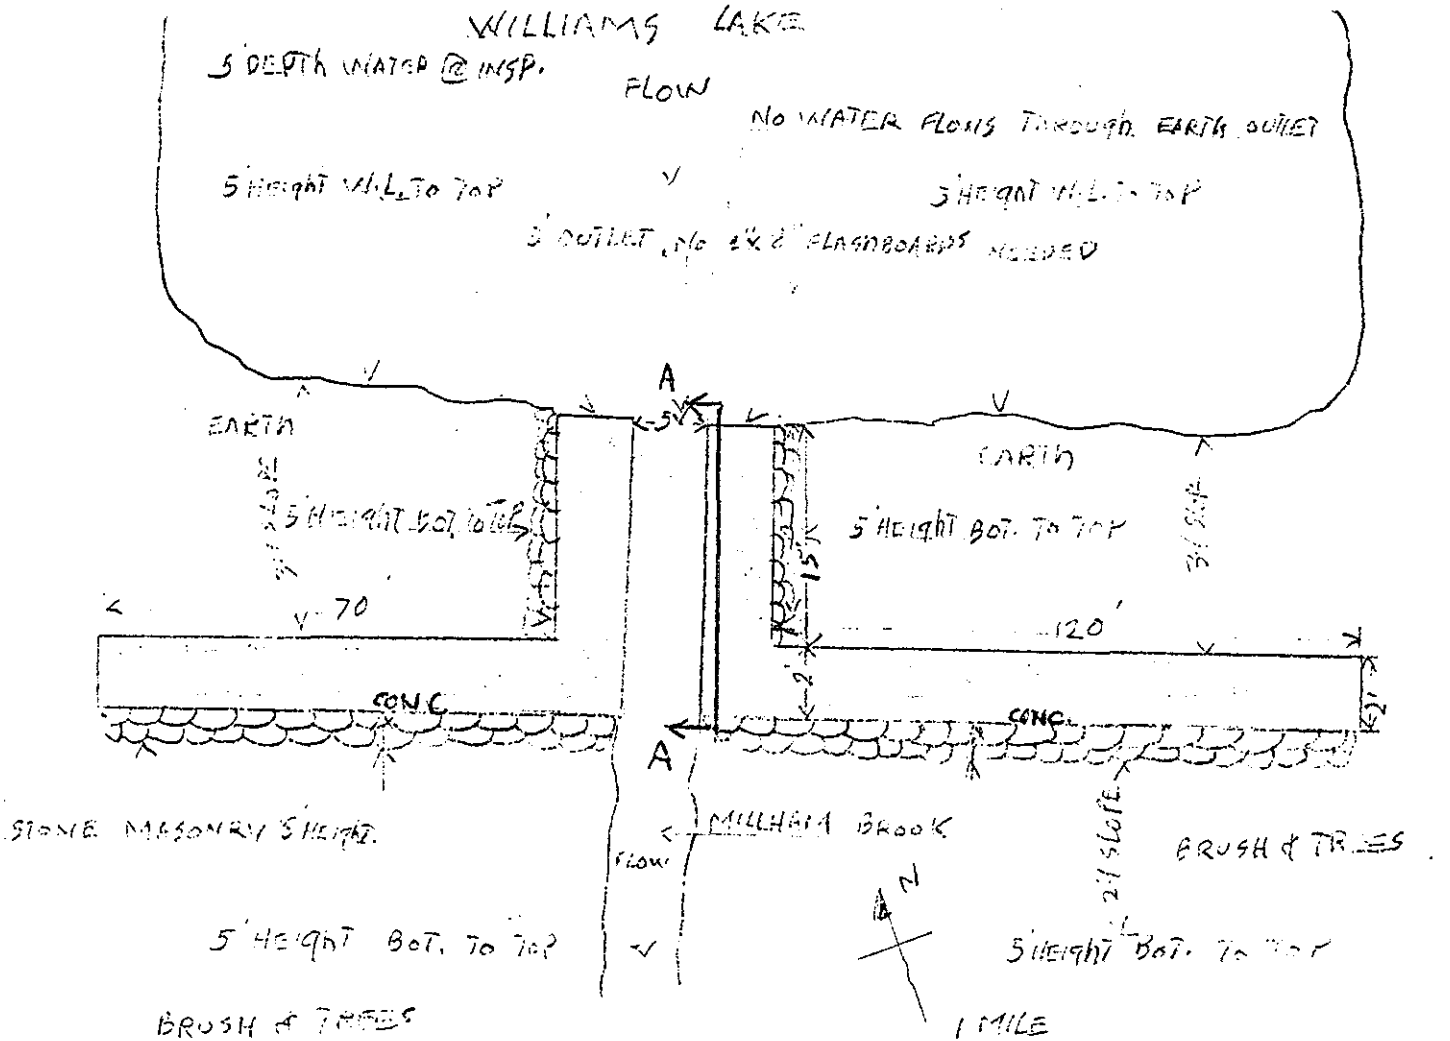 WILLIAMS LAKE
5' DEPTH WATER @ INSP.
FLOW
NO WATER FLOWS THROUGH EARTH OUTLET
5' HEIGHT W.L. TO TOP
5' HEIGHT W.L. TO TOP
5' OUTLET, No FLASHBOARDS NEEDED
A
5'
EARTH
EARTH
5' HEIGHT BOT. TO TOP
5' HEIGHT BOT. TO TOP
3:1 SLOPE
15'
70'
120'
2'
2'
CONC.
CONC.
A
STONE MASONRY 5' HEIGHT.
MILLHAM BROOK
FLOW
2:1 SLOPE
BRUSH & TREES
N
5' HEIGHT BOT. TO TOP
5' HEIGHT BOT. TO TOP
BRUSH & TREES
1 MILE